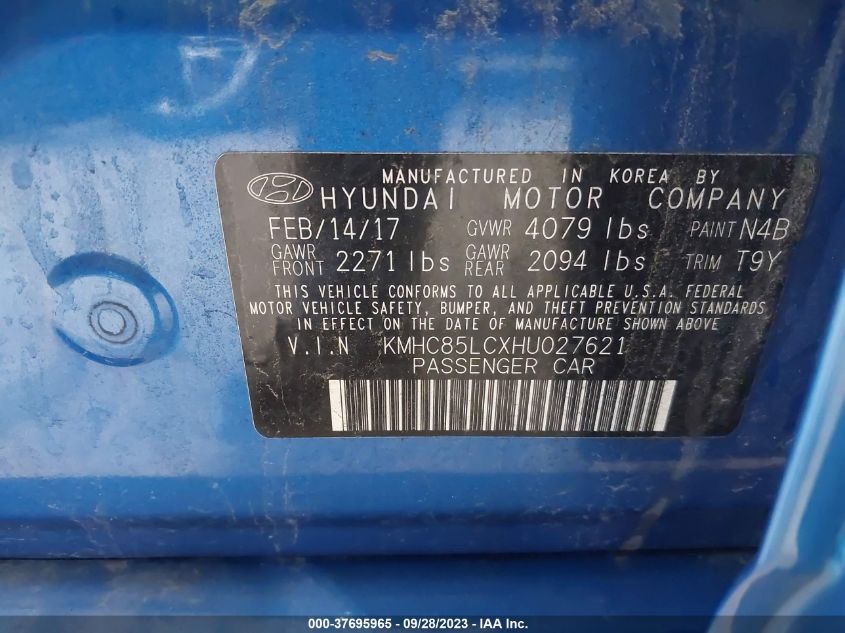 MANUFACTURED IN KOREA BY
HYUNDAI MOTOR COMPANY
FEB/14/17 GVWR 4079 lbs PAINT N4B
GAWR FRONT 2271 lbs GAWR REAR 2094 lbs TRIM T9Y
THIS VEHICLE CONFORMS TO ALL APPLICABLE U.S.A. FEDERAL
MOTOR VEHICLE SAFETY, BUMPER, AND THEFT PREVENTION STANDARDS
IN EFFECT ON THE DATE OF MANUFACTURE SHOWN ABOVE
V.I.N KMHC85LCXHU027621
PASSENGER CAR
000-37695965 - 09/28/2023 - IAA Inc.